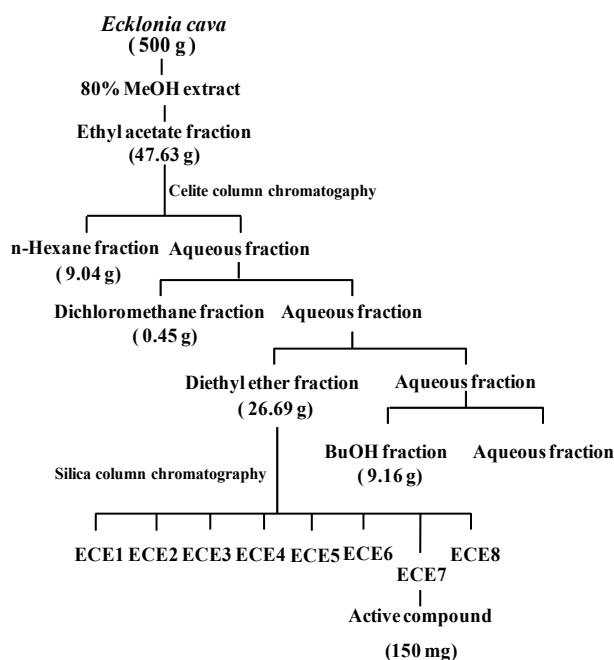 Ecklonia cava
( 500 g)
80% MeOH extract
Ethyl acetate fraction
(47.63 g)
Celite column chromatogaphy
n-Hexane fraction Aqueous fraction
( 9.04 g)
Dichloromethane fraction Aqueous fraction
( 0.45 g)
Diethyl ether fraction Aqueous fraction
( 26.69 g)
BuOH fraction Aqueous fraction
( 9.16 g)
Silica column chromatography
ECE1 ECE2 ECE3 ECE4 ECE5 ECE6 ECE7 ECE8
Active compound
(150 mg)